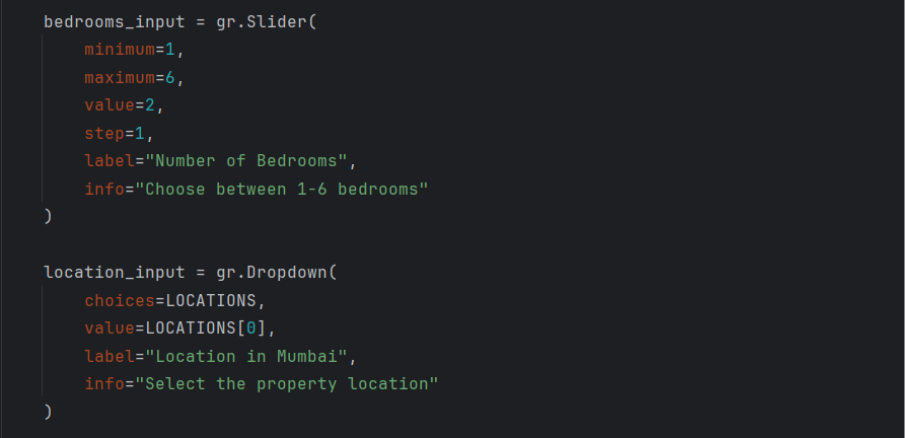 bedrooms_input = gr.Slider(
    minimum=1,
    maximum=6,
    value=2,
    step=1,
    label="Number of Bedrooms",
    info="Choose between 1-6 bedrooms"
)

location_input = gr.Dropdown(
    choices=LOCATIONS,
    value=LOCATIONS[0],
    label="Location in Mumbai",
    info="Select the property location"
)